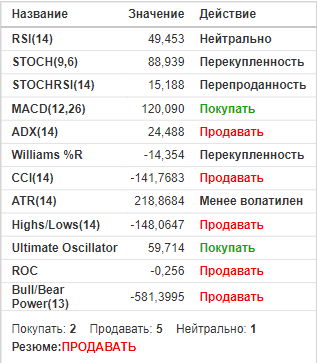 Название Значение Действие
RSI(14) 49,453 Нейтрально
STOCH(9,6) 88,939 Перекупленность
STOCHRSI(14) 15,188 Перепроданность
MACD(12,26) 120,090 Покупать
ADX(14) 24,488 Продавать
Williams %R -14,354 Перекупленность
CCI(14) -141,7683 Продавать
ATR(14) 218,8684 Менее волатилен
Highs/Lows(14) -148,0647 Продавать
Ultimate Oscillator 59,714 Покупать
ROC -0,256 Продавать
Bull/Bear
Power(13) -581,3995 Продавать
Покупать: 2 Продавать: 5 Нейтрально: 1
Резюме:ПРОДАВАТЬ